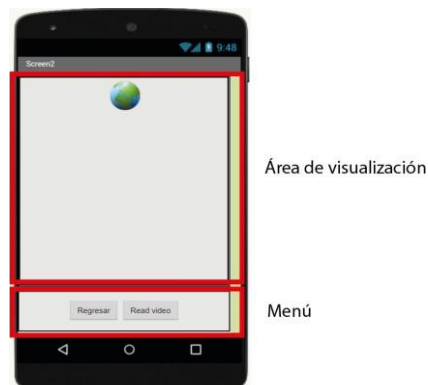 9:48
Screen2
Área de visualización
Regresar Read video
Menú